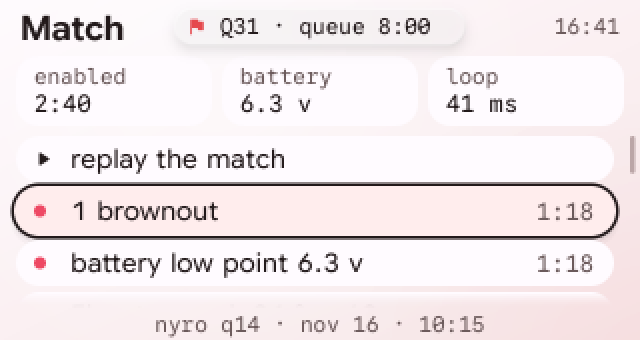 Match
Q31 · queue 8:00
16:41
enabled
2:40
battery
6.3 v
loop
41 ms
replay the match
1 brownout 1:18
battery low point 6.3 v 1:18
nyro q14 · nov 16 · 10:15